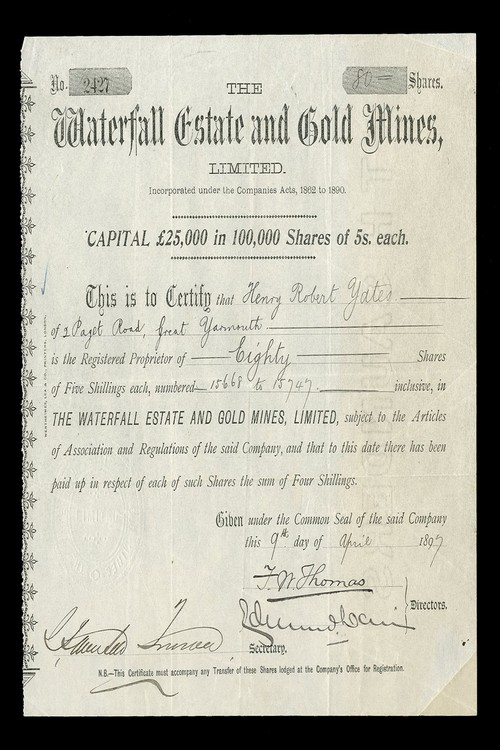 No. 2427 80 Shares.
THE
Waterfall Estate and Gold Mines,
LIMITED.
Incorporated under the Companies Acts, 1862 to 1890.
CAPITAL £25,000 in 100,000 Shares of 5s. each.
This is to Certify that Henry Robert Yates
of 2 Paget Road, Great Yarmouth
is the Registered Proprietor of Eighty Shares
of Five Shillings each, numbered 15668 to 15747 inclusive, in
THE WATERFALL ESTATE AND GOLD MINES, LIMITED, subject to the Articles
of Association and Regulations of the said Company, and that to this date there has been
paid up in respect of each of such Shares the sum of Four Shillings.
Given under the Common Seal of the said Company
this 9th day of April 1897
F. W. Thomas
Directors.
Secretary.
N.B.—This Certificate must accompany any Transfer of these Shares lodged at the Company's Office for Registration.